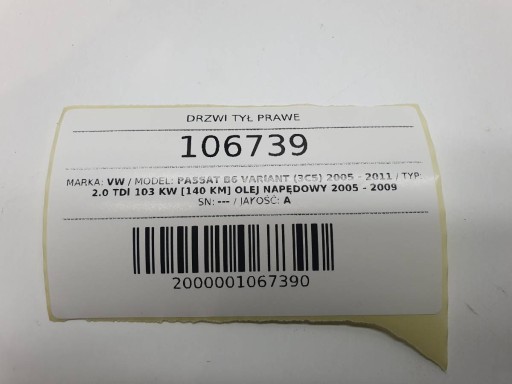 DRZWI TYŁ PRAWE
106739
MARKA: VW / MODEL: PASSAT B6 VARIANT (3C5) 2005 - 2011 / TYP:
2.0 TDI 103 KW [140 KM] OLEJ NAPĘDOWY 2005 - 2009
SN: --- / JAKOŚĆ: A
2000001067390